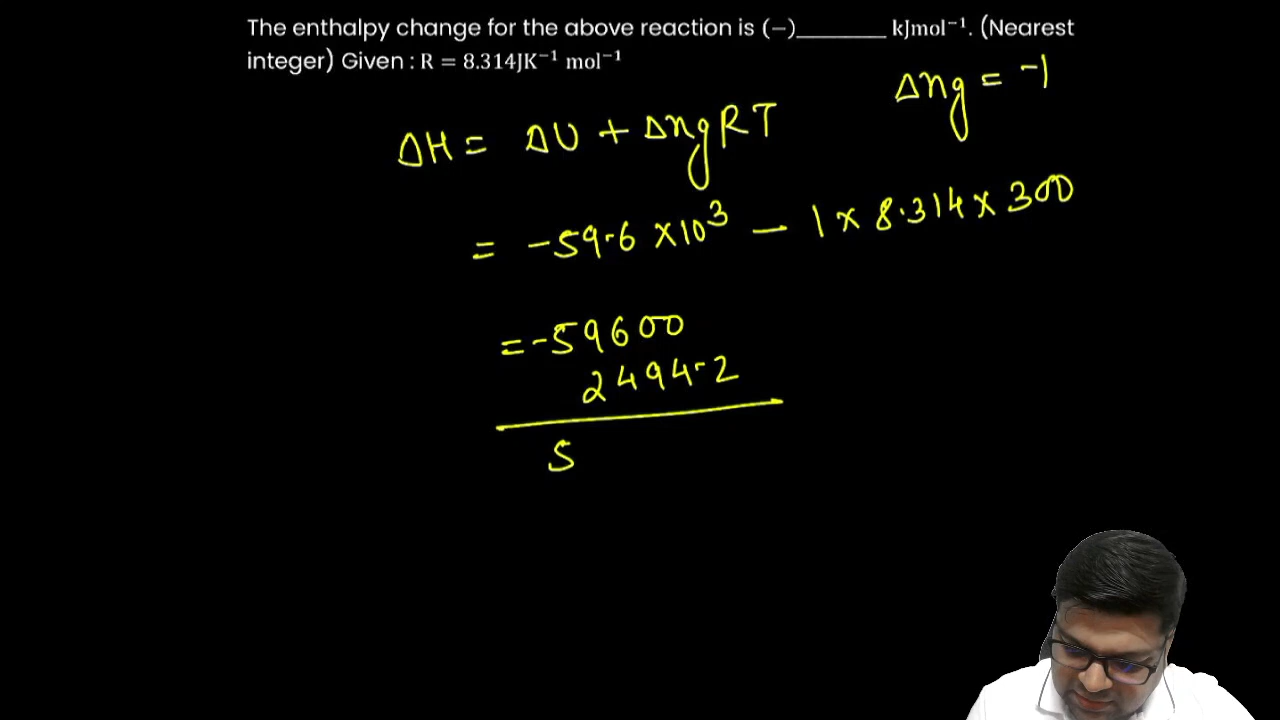 The enthalpy change for the above reaction is (−)________ kJmol⁻¹. (Nearest
integer) Given : R = 8.314JK⁻¹ mol⁻¹
Δng = -1
ΔH = ΔU + ΔngRT
= -59.6 ×10³ - 1 × 8.314 × 300
= -59600
2494.2
5